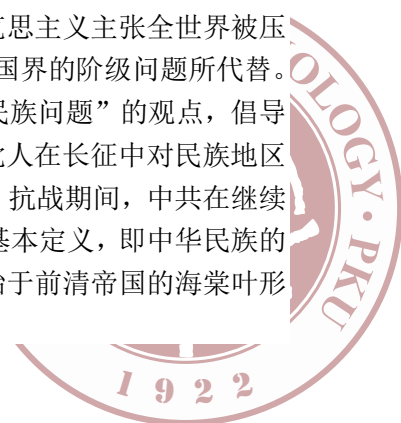 思主义主张全世界被压
国界的阶级问题所代替。
民族问题”的观点，倡导
人在长征中对民族地区
抗战期间，中共在继续
基本定义，即中华民族的
始于前清帝国的海棠叶形
OLOGY · PKU
1922